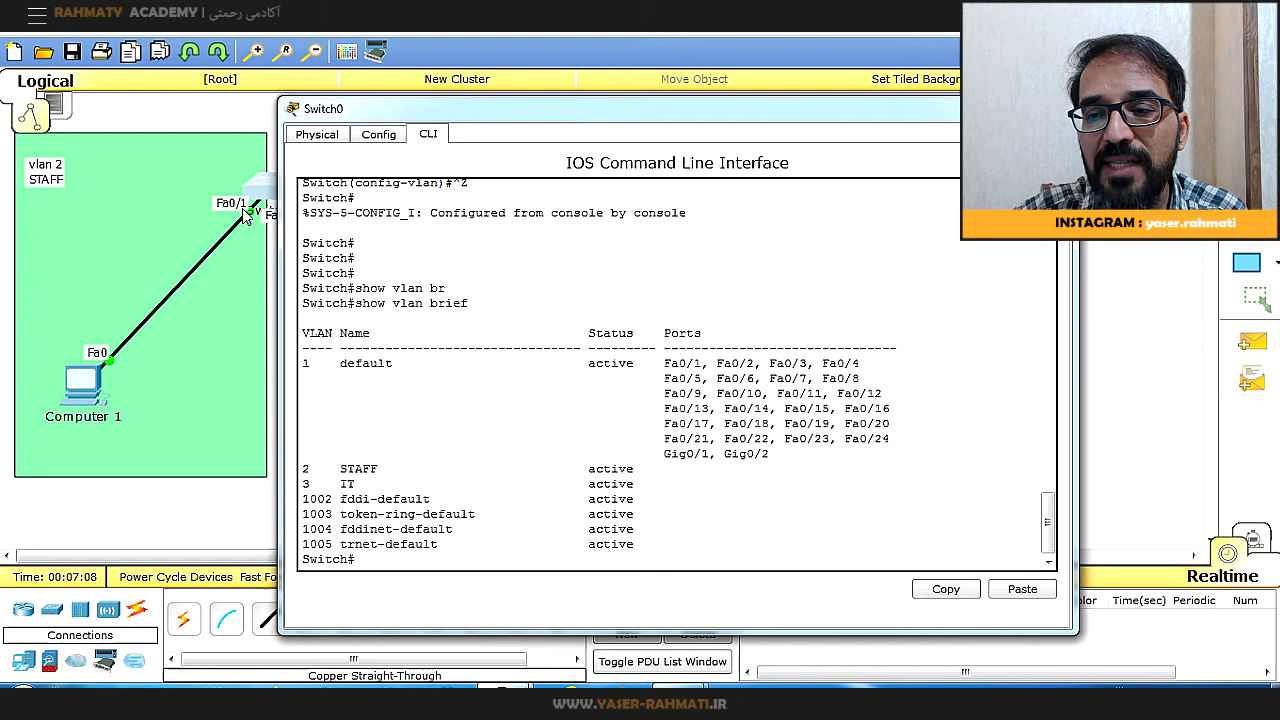 RAHMATY ACADEMY | آکادمی رحمتی
Logical
[Root]
New Cluster
Move Object
Set Tiled Backgr
vlan 2
STAFF
Fa0/1
Fa0
Computer 1
Switch0
Physical
Config
CLI
IOS Command Line Interface
Switch(config-vlan)#^Z
Switch#
%SYS-5-CONFIG_I: Configured from console by console
Switch#
Switch#
Switch#
Switch#show vlan br
Switch#show vlan brief
VLAN Name Status Ports
---- -------------------------------- --------- -------------------------------
1 default active Fa0/1, Fa0/2, Fa0/3, Fa0/4
Fa0/5, Fa0/6, Fa0/7, Fa0/8
Fa0/9, Fa0/10, Fa0/11, Fa0/12
Fa0/13, Fa0/14, Fa0/15, Fa0/16
Fa0/17, Fa0/18, Fa0/19, Fa0/20
Fa0/21, Fa0/22, Fa0/23, Fa0/24
Gig0/1, Gig0/2
2 STAFF active
3 IT active
1002 fddi-default active
1003 token-ring-default active
1004 fddinet-default active
1005 trnet-default active
Switch#
Copy
Paste
INSTAGRAM : yaser.rahmati
Time: 00:07:08
Power Cycle Devices Fast Fo
Realtime
Connections
Copper Straight-Through
Toggle PDU List Window
Time(sec) Periodic Num
WWW.YASER-RAHMATI.IR